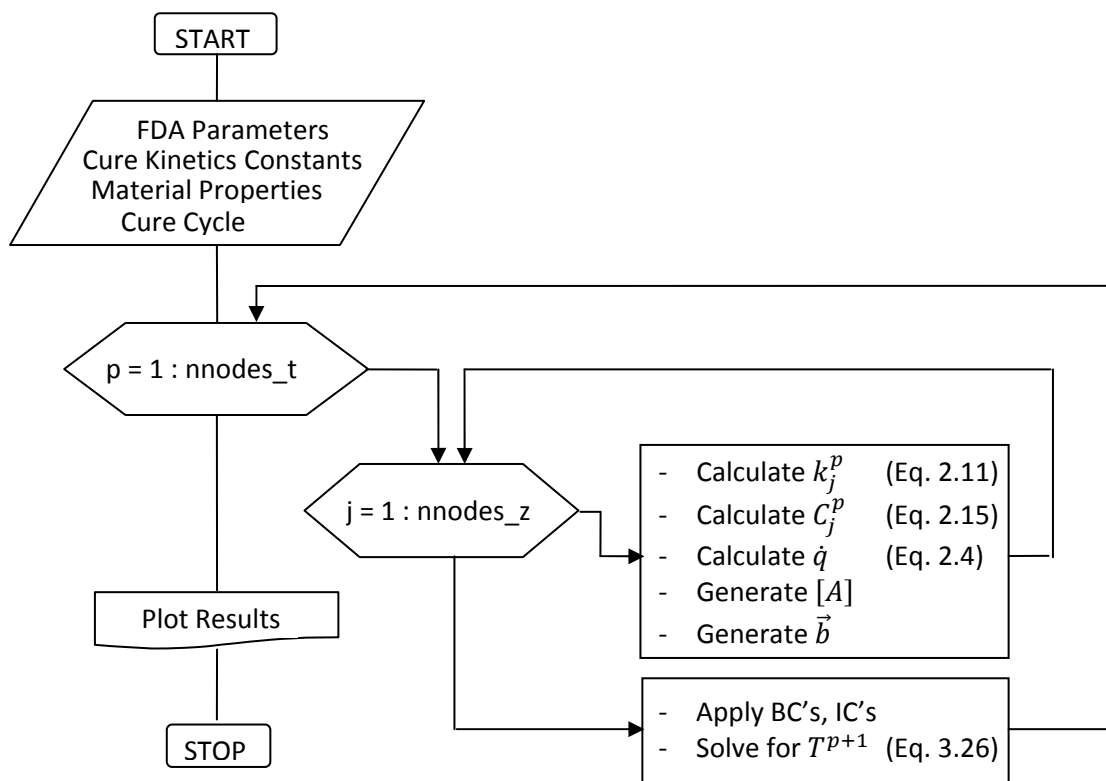 START
FDA Parameters
Cure Kinetics Constants
Material Properties
Cure Cycle
p = 1 : nnodes_t
j = 1 : nnodes_z
- Calculate $k_j^p$ (Eq. 2.11)
- Calculate $C_j^p$ (Eq. 2.15)
- Calculate $\dot{q}$ (Eq. 2.4)
- Generate $[A]$
- Generate $\vec{b}$
- Apply BC’s, IC’s
- Solve for $T^{p+1}$ (Eq. 3.26)
Plot Results
STOP